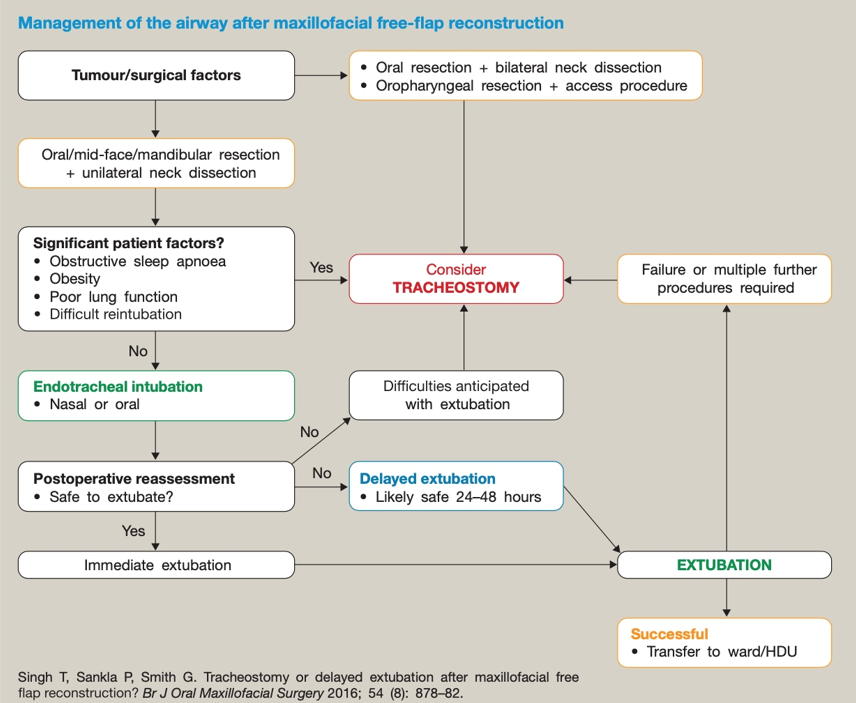 Management of the airway after maxillofacial free-flap reconstruction
Tumour/surgical factors
• Oral resection + bilateral neck dissection
• Oropharyngeal resection + access procedure
Oral/mid-face/mandibular resection
+ unilateral neck dissection
Significant patient factors?
• Obstructive sleep apnoea
• Obesity
• Poor lung function
• Difficult reintubation
Yes
Consider
TRACHEOSTOMY
Failure or multiple further
procedures required
No
Endotracheal intubation
• Nasal or oral
Difficulties anticipated
with extubation
No
Postoperative reassessment
• Safe to extubate?
No
Delayed extubation
• Likely safe 24–48 hours
Yes
Immediate extubation
EXTUBATION
Successful
• Transfer to ward/HDU
Singh T, Sankla P, Smith G. Tracheostomy or delayed extubation after maxillofacial free
flap reconstruction? Br J Oral Maxillofacial Surgery 2016; 54 (8): 878–82.